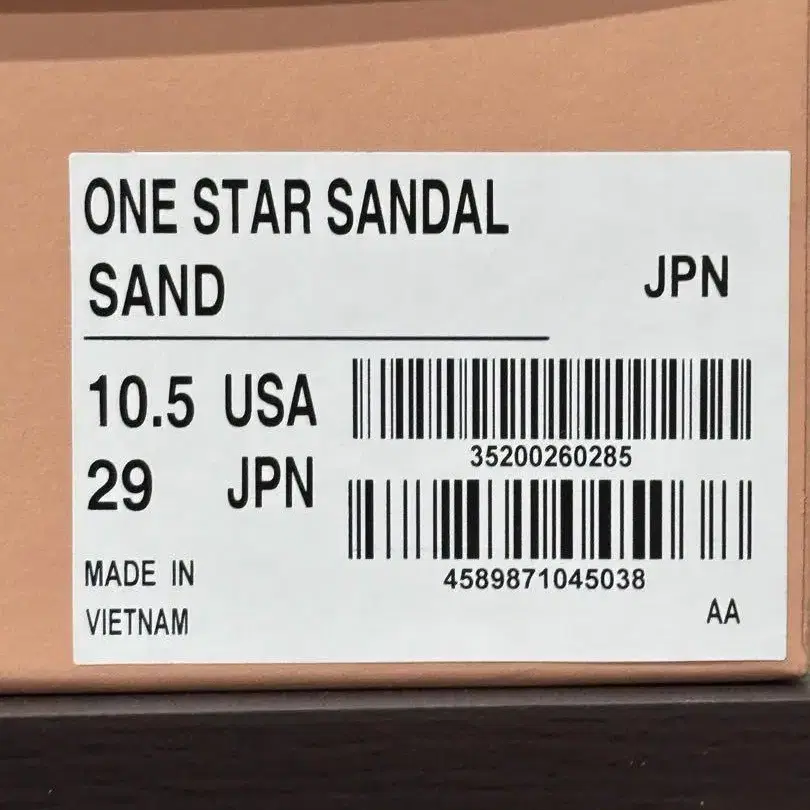 ONE STAR SANDAL
SAND
JPN
10.5 USA
29 JPN
35200260285
4589871045038
MADE IN
VIETNAM
AA